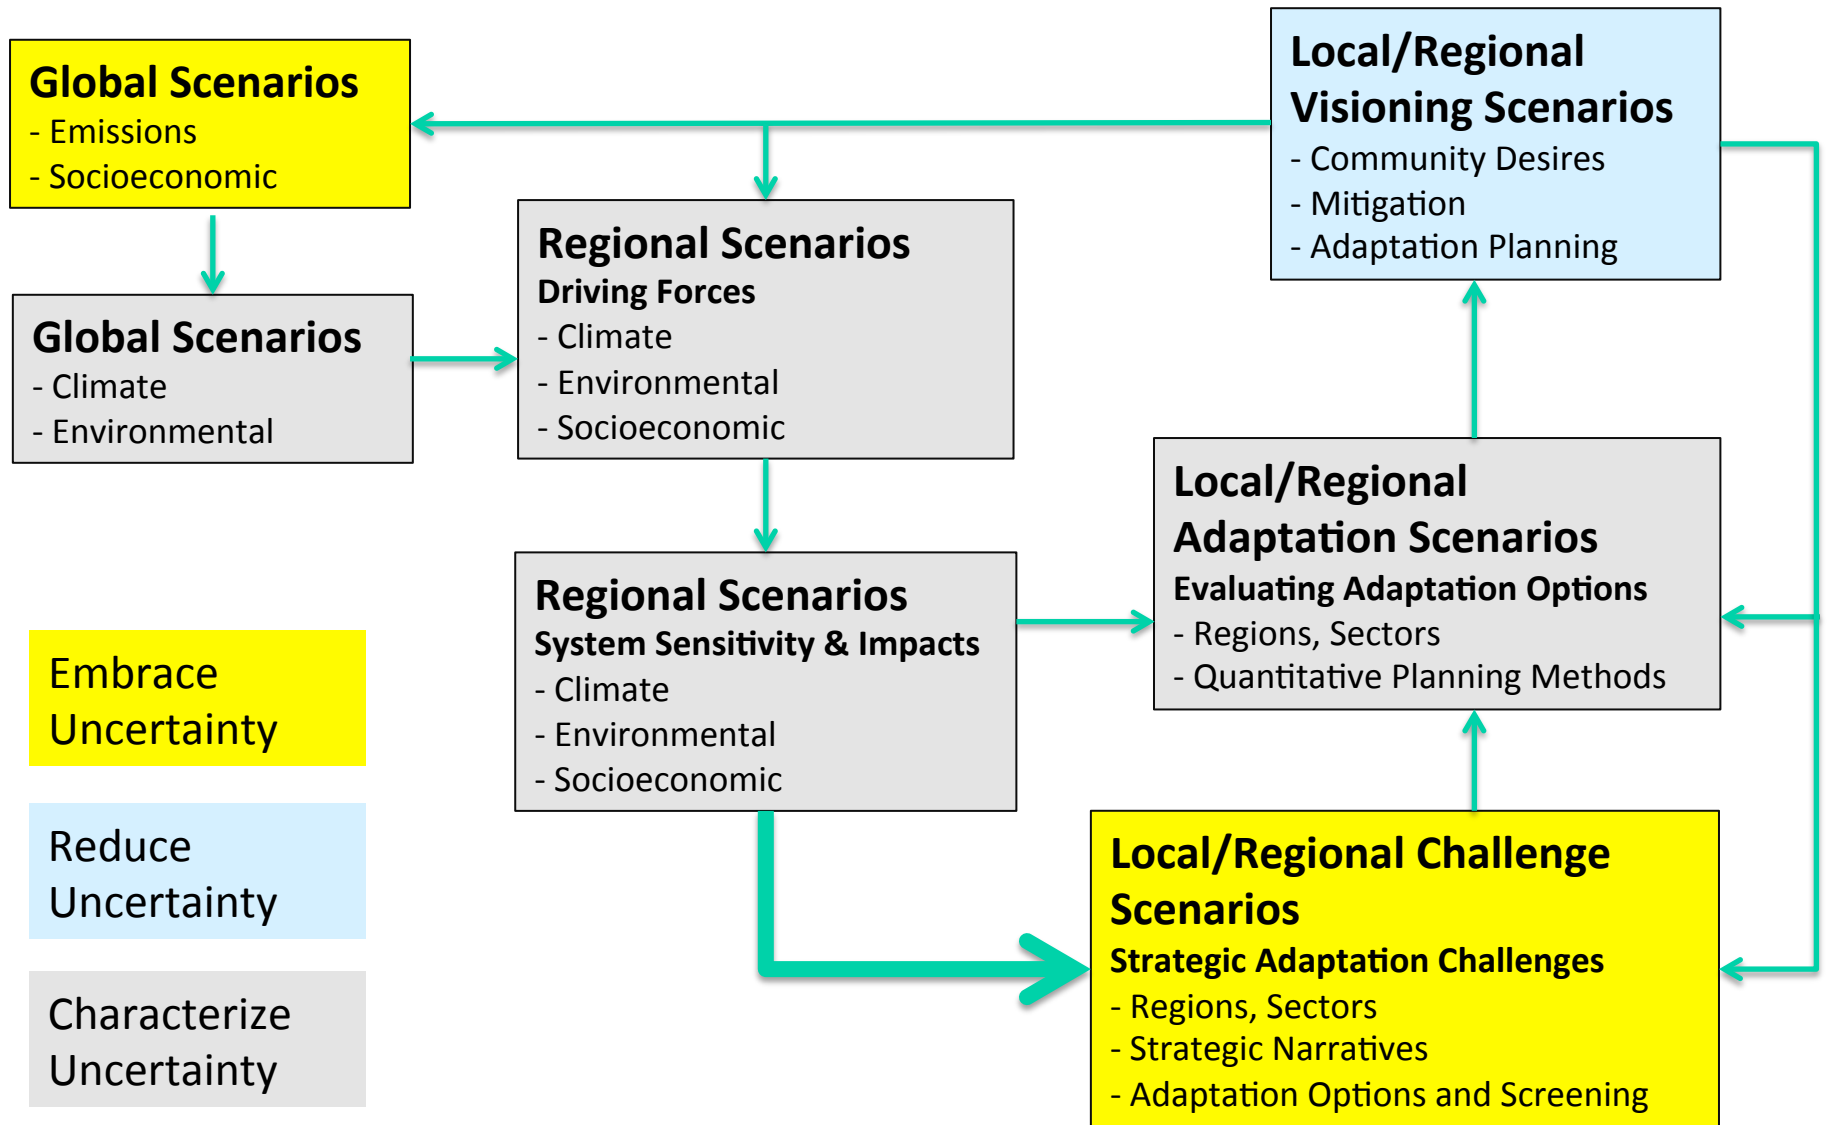 Global Scenarios
- Emissions
- Socioeconomic
Global Scenarios
- Climate
- Environmental
Regional Scenarios
Driving Forces
- Climate
- Environmental
- Socioeconomic
Regional Scenarios
System Sensitivity & Impacts
- Climate
- Environmental
- Socioeconomic
Local/Regional
Visioning Scenarios
- Community Desires
- Mitigation
- Adaptation Planning
Local/Regional
Adaptation Scenarios
Evaluating Adaptation Options
- Regions, Sectors
- Quantitative Planning Methods
Local/Regional Challenge
Scenarios
Strategic Adaptation Challenges
- Regions, Sectors
- Strategic Narratives
- Adaptation Options and Screening
Embrace
Uncertainty
Reduce
Uncertainty
Characterize
Uncertainty